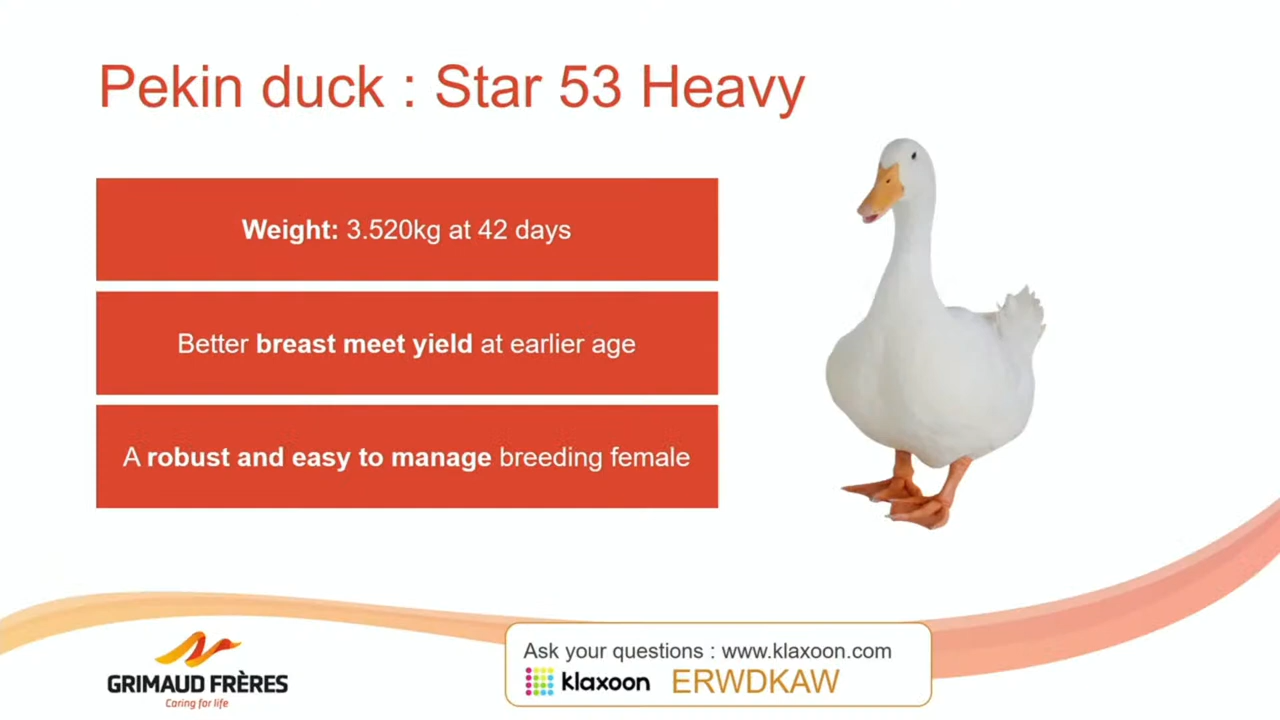 Pekin duck : Star 53 Heavy
Weight: 3.520kg at 42 days
Better breast meet yield at earlier age
A robust and easy to manage breeding female
GRIMAUD FRÈRES
Caring for life
Ask your questions : www.klaxoon.com
klaxoon ERWDKAW